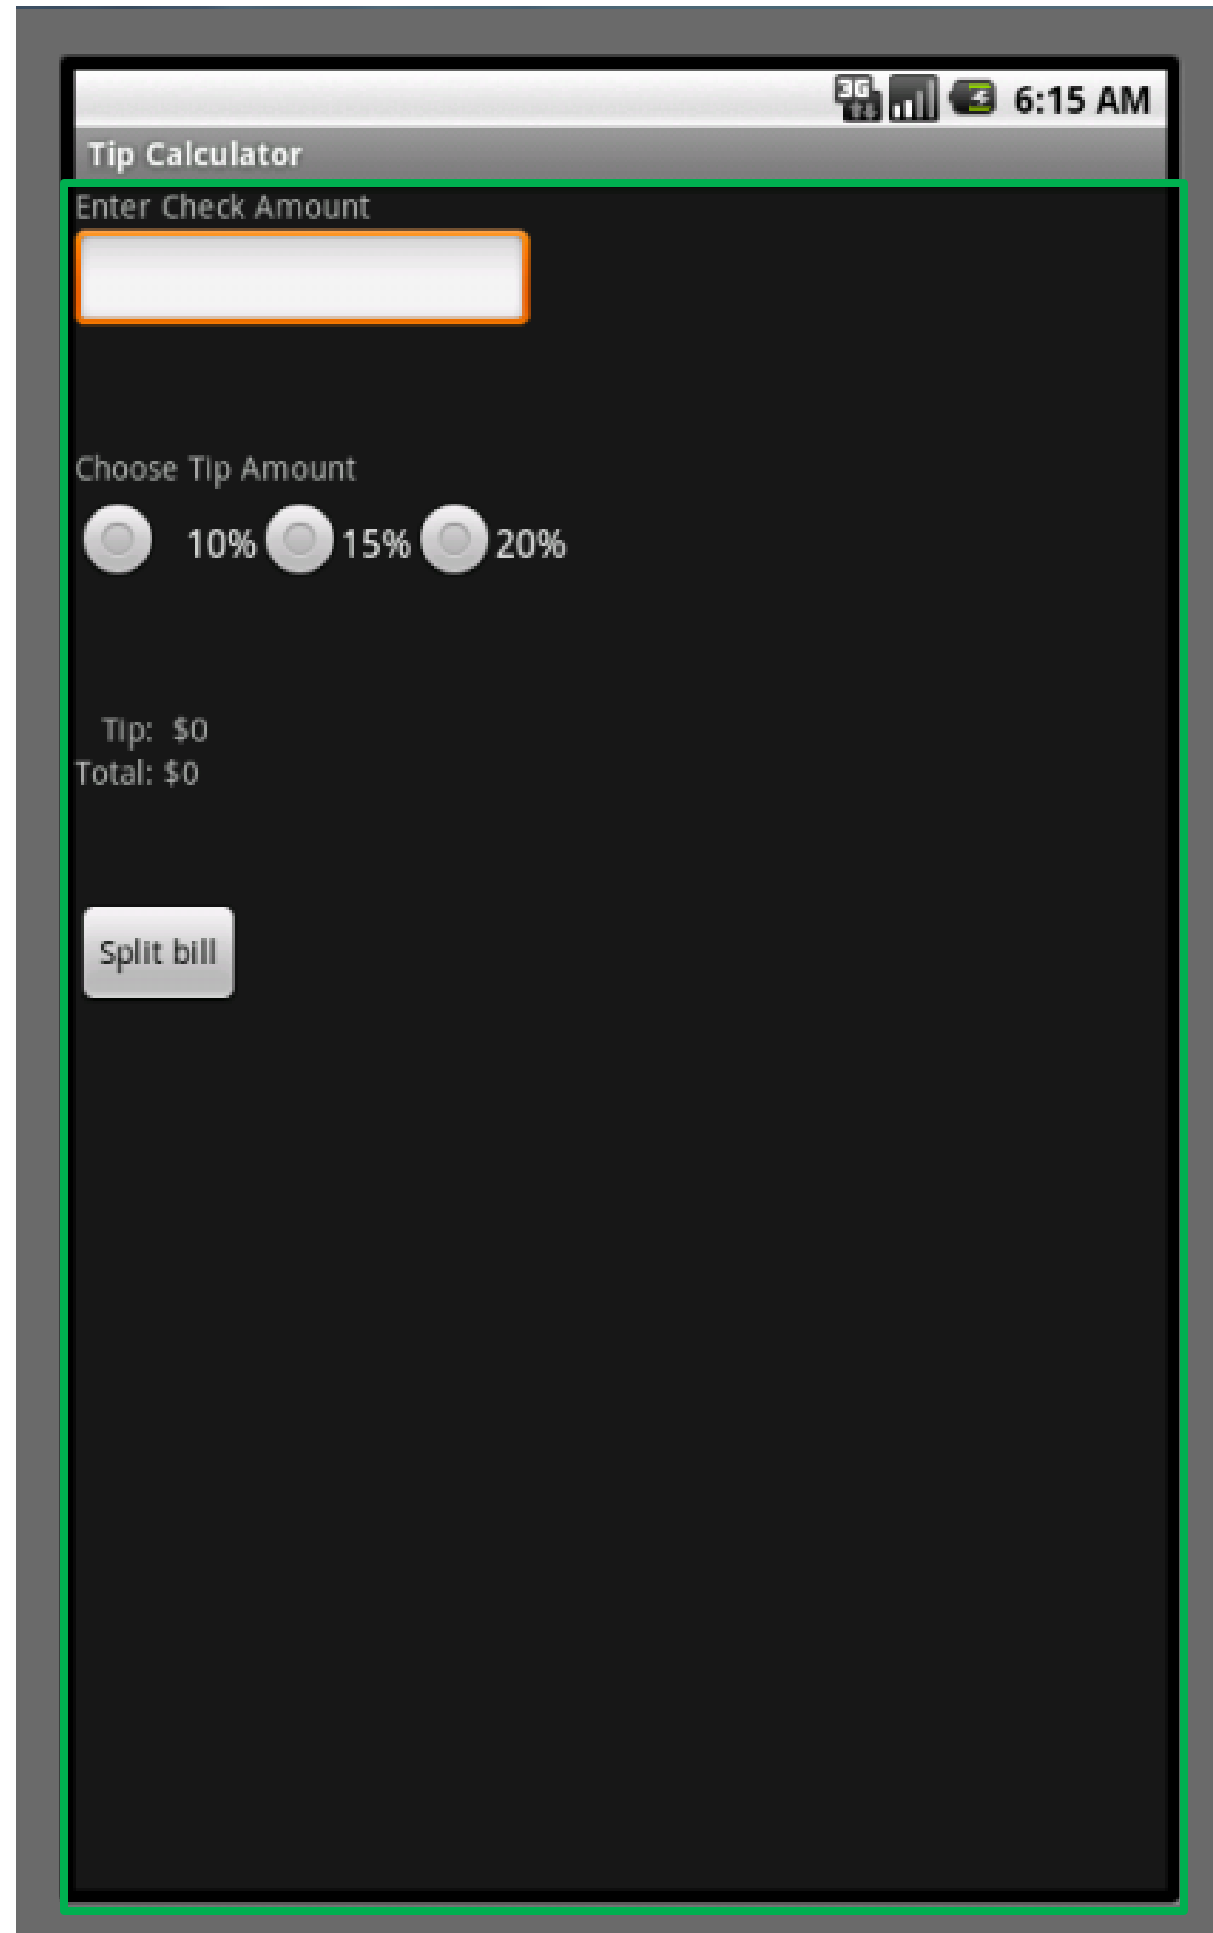 3G 6:15 AM
Tip Calculator
Enter Check Amount
Choose Tip Amount
10% 15% 20%
Tip: $0
Total: $0
Split bill